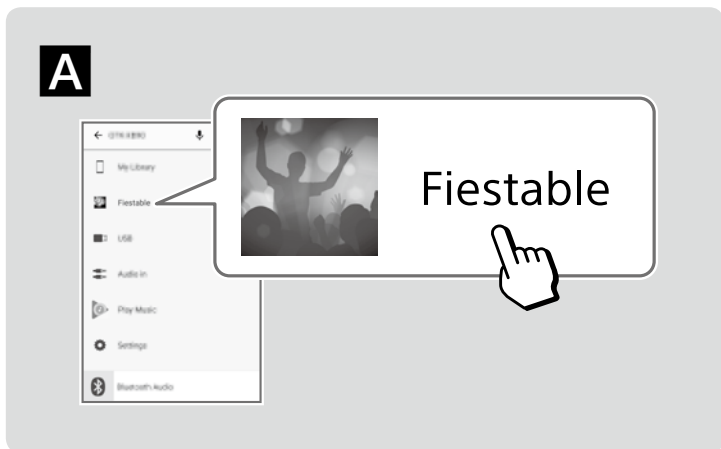 A
My Library
Fiestable
Fiestable
USB
Audio in
Play Music
Settings
Bluetooth Audio